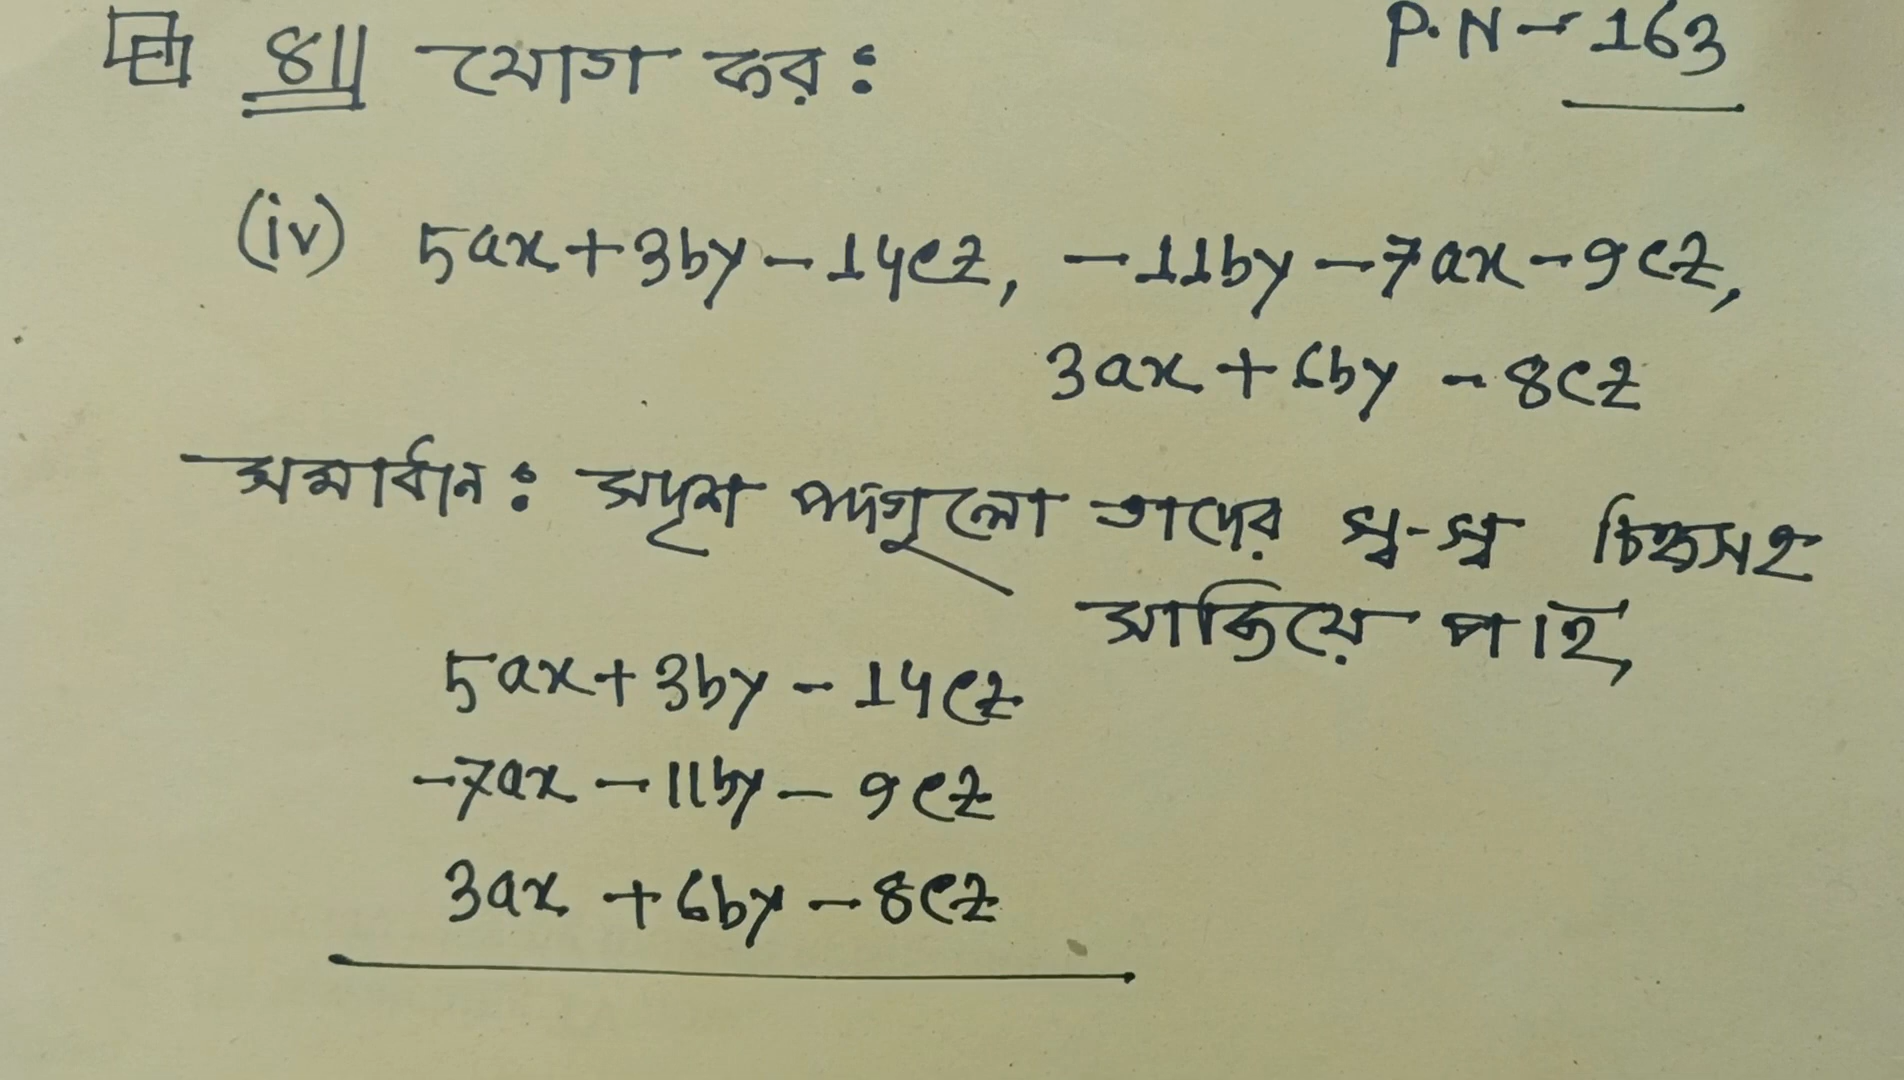 ৪॥ যোগ কর : P.N → 163
(iv) 5ax+3by-14cz, -11by-7ax-9cz,
3ax+6by-8cz
সমাধান : সদৃশ পদগুলো তাদের স্ব-স্ব চিহ্নসহ
সাজিয়ে পাই,
5ax+3by-14cz
-7ax-11by-9cz
3ax+6by-8cz